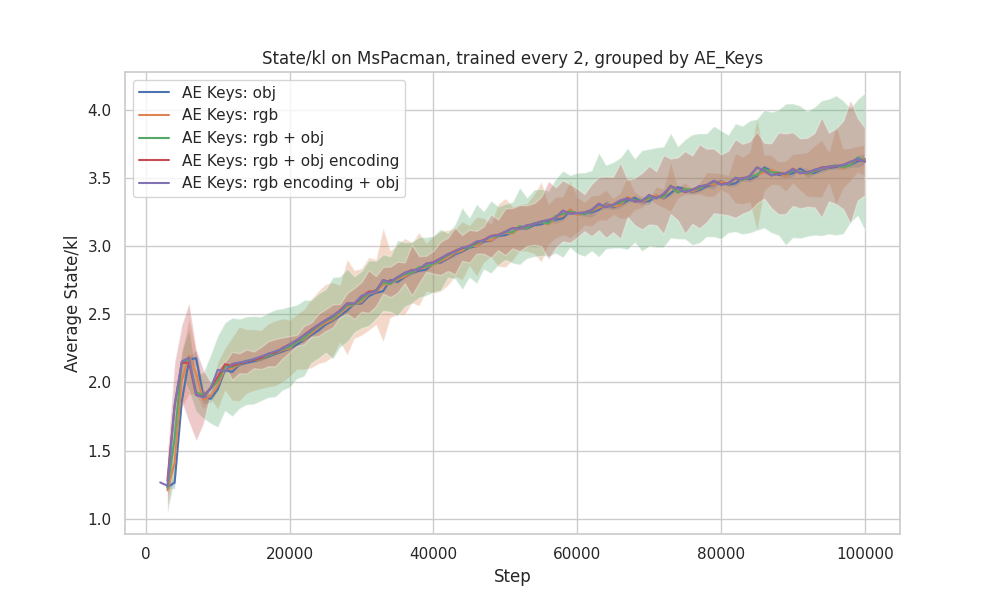 State/kl on MsPacman, trained every 2, grouped by AE_Keys
AE Keys: obj
AE Keys: rgb
AE Keys: rgb + obj
AE Keys: rgb + obj encoding
AE Keys: rgb encoding + obj
Average State/kl
4.0
3.5
3.0
2.5
2.0
1.5
1.0
0
20000
40000
60000
80000
100000
Step